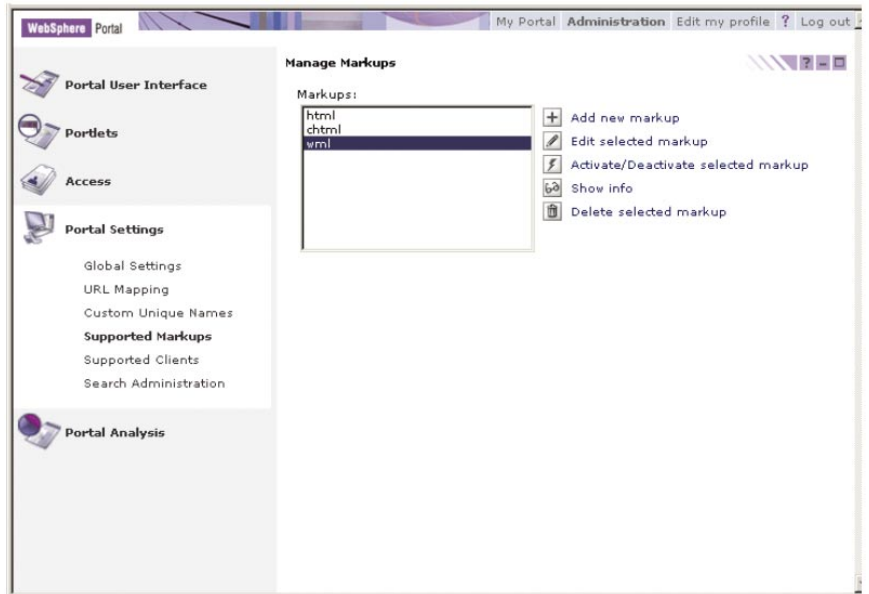 WebSphere Portal
My Portal Administration Edit my profile ? Log out
Portal User Interface
Portlets
Access
Portal Settings
Global Settings
URL Mapping
Custom Unique Names
Supported Markups
Supported Clients
Search Administration
Portal Analysis
Manage Markups
?
Markups:
html
chtml
wml
Add new markup
Edit selected markup
Activate/Deactivate selected markup
Show info
Delete selected markup